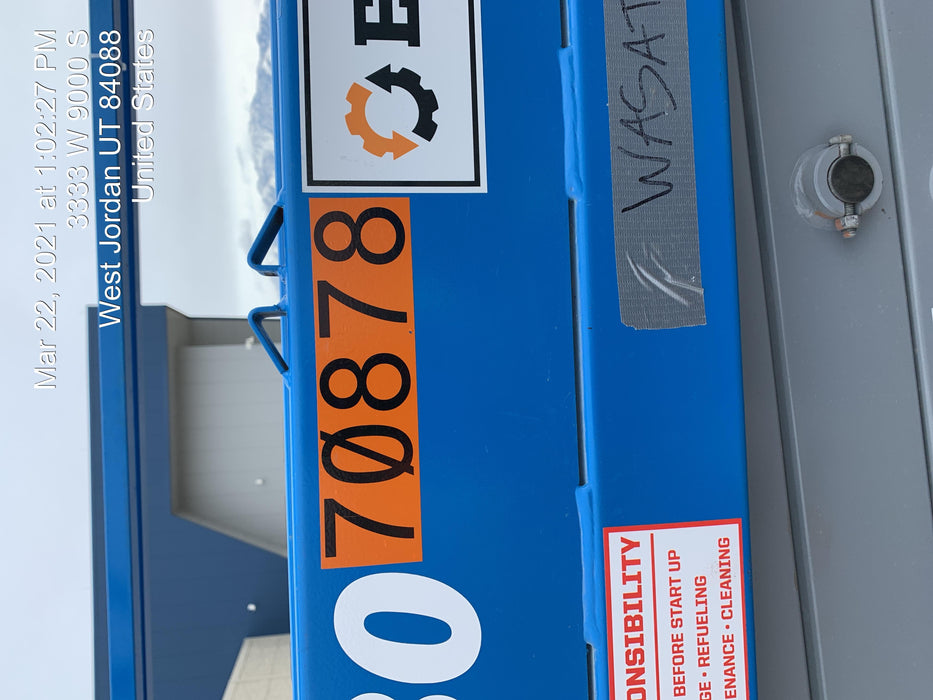 Mar 22, 2021 at 1:02:27 PM
3333 W 9000 S
West Jordan UT 84088
United States
E
30
7Ø878
WASAT
ONSIBILITY
BEFORE START UP
GE • REFUELING
ENANCE • CLEANING